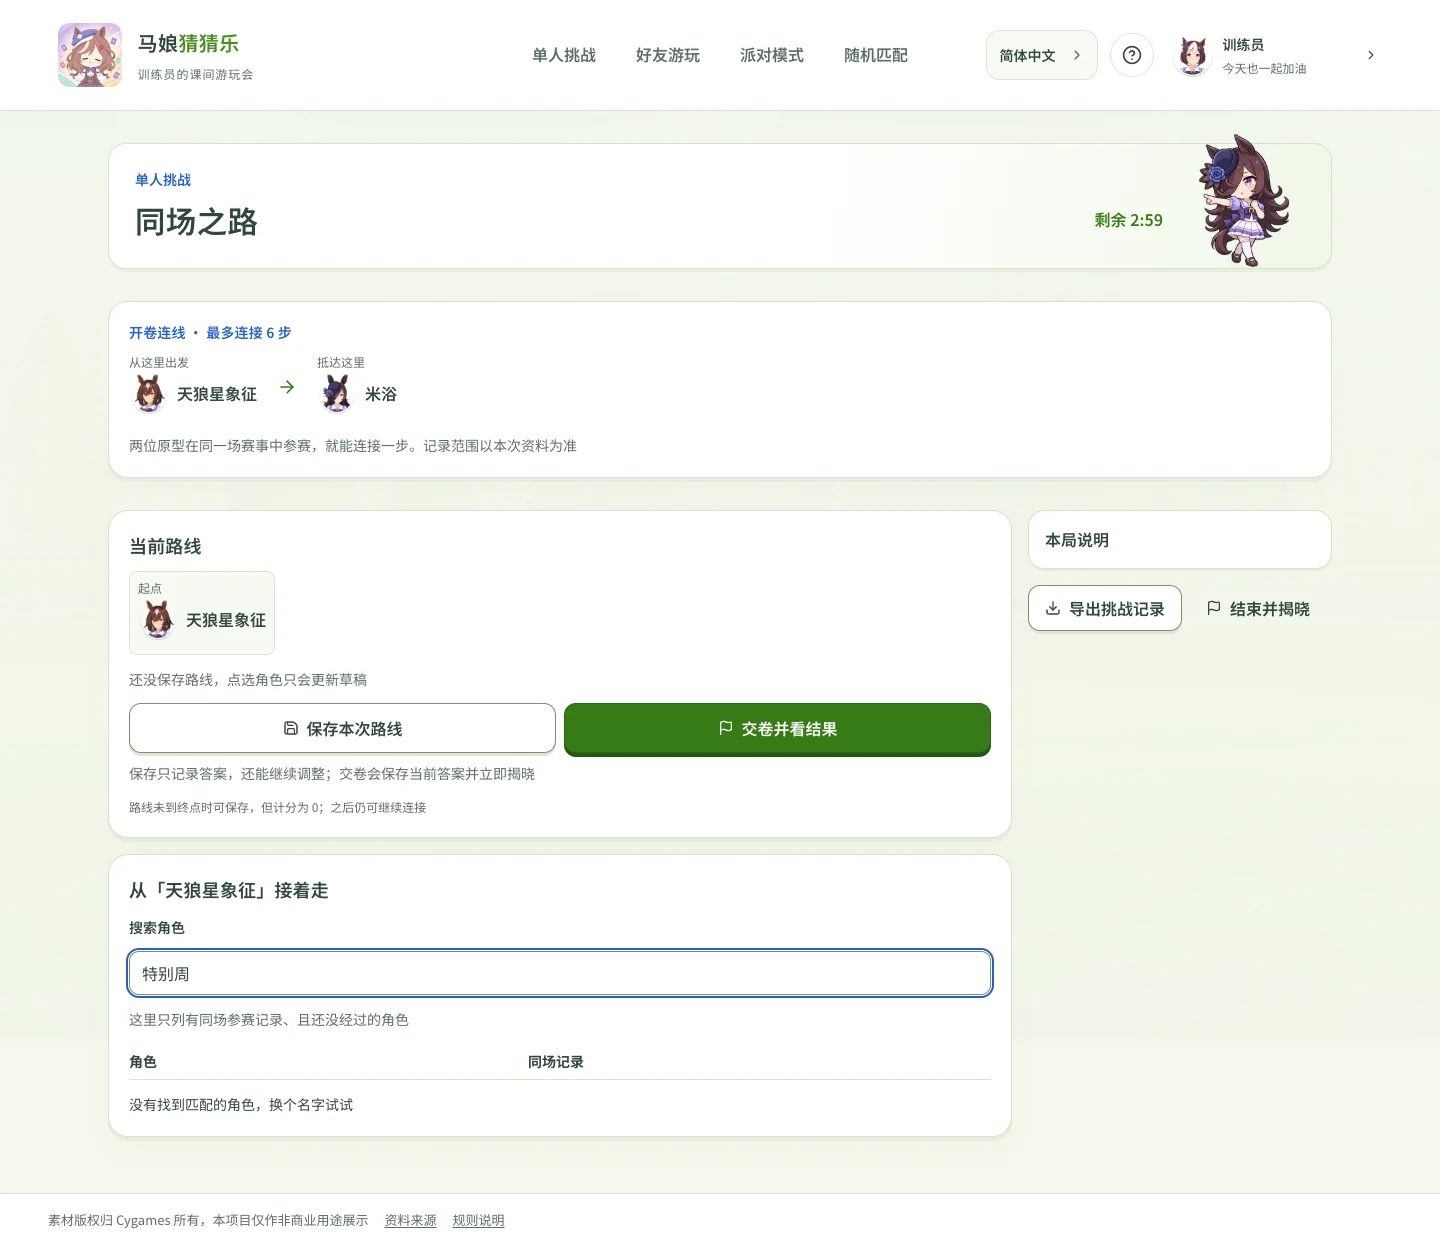 马娘猜猜乐
训练员的课间游玩会
单人挑战
好友游玩
派对模式
随机匹配
简体中文
训练员
今天也一起加油
单人挑战
同场之路
剩余 2:59
开卷连线 · 最多连接 6 步
从这里出发
天狼星象征
抵达这里
米浴
两位原型在同一场赛事中参赛，就能连接一步。记录范围以本次资料为准
当前路线
起点
天狼星象征
还没保存路线，点选角色只会更新草稿
保存本次路线
交卷并看结果
保存只记录答案，还能继续调整；交卷会保存当前答案并立即揭晓
路线未到终点时可保存，但计分为 0；之后仍可继续连接
本局说明
导出挑战记录
结束并揭晓
从「天狼星象征」接着走
搜索角色
特别周
这里只列有同场参赛记录、且还没经过的角色
角色
同场记录
没有找到匹配的角色，换个名字试试
素材版权归 Cygames 所有，本项目仅作非商业用途展示
资料来源
规则说明